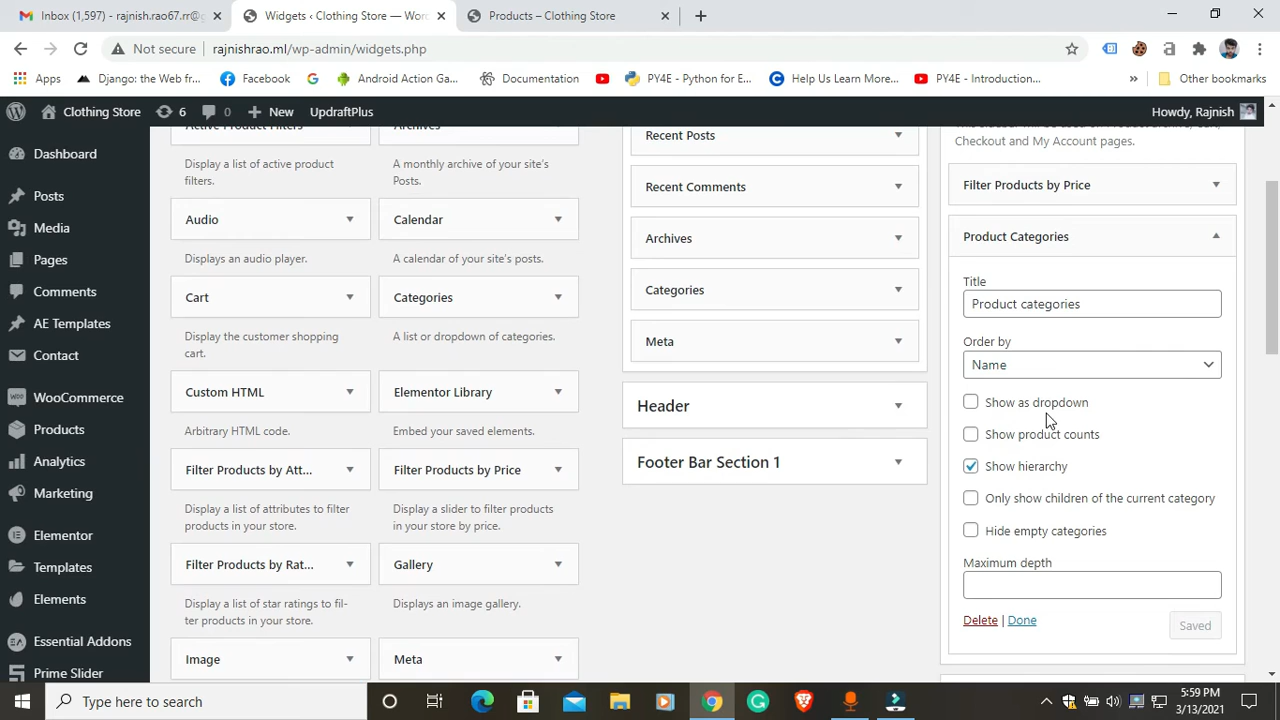 Inbox (1,597) - rajnish.rao67.rr@g
Widgets ‹ Clothing Store — Wor
Products – Clothing Store
Not secure
rajnishrao.ml/wp-admin/widgets.php
Apps
Django: the Web fr...
Facebook
Android Action Ga...
Documentation
PY4E - Python for E...
Help Us Learn More...
PY4E - Introduction...
Other bookmarks
Clothing Store
6
0
New
UpdraftPlus
Howdy, Rajnish
Dashboard
Posts
Media
Pages
Comments
AE Templates
Contact
WooCommerce
Products
Analytics
Marketing
Elementor
Templates
Elements
Essential Addons
Prime Slider
Active Product Filters
Display a list of active product
filters.
Archives
A monthly archive of your site's
Posts.
Audio
Displays an audio player.
Calendar
A calendar of your site's posts.
Cart
Display the customer shopping
cart.
Categories
A list or dropdown of categories.
Custom HTML
Arbitrary HTML code.
Elementor Library
Embed your saved elements.
Filter Products by Att...
Display a list of attributes to filter
products in your store.
Filter Products by Price
Display a slider to filter products
in your store by price.
Filter Products by Rat...
Display a list of star ratings to fil-
ter products in your store.
Gallery
Displays an image gallery.
Image
Meta
Recent Posts
Recent Comments
Archives
Categories
Meta
Header
Footer Bar Section 1
Checkout and My Account pages.
Filter Products by Price
Product Categories
Title
Product categories
Order by
Name
Show as dropdown
Show product counts
Show hierarchy
Only show children of the current category
Hide empty categories
Maximum depth
Delete | Done
Saved
Type here to search
5:59 PM
3/13/2021